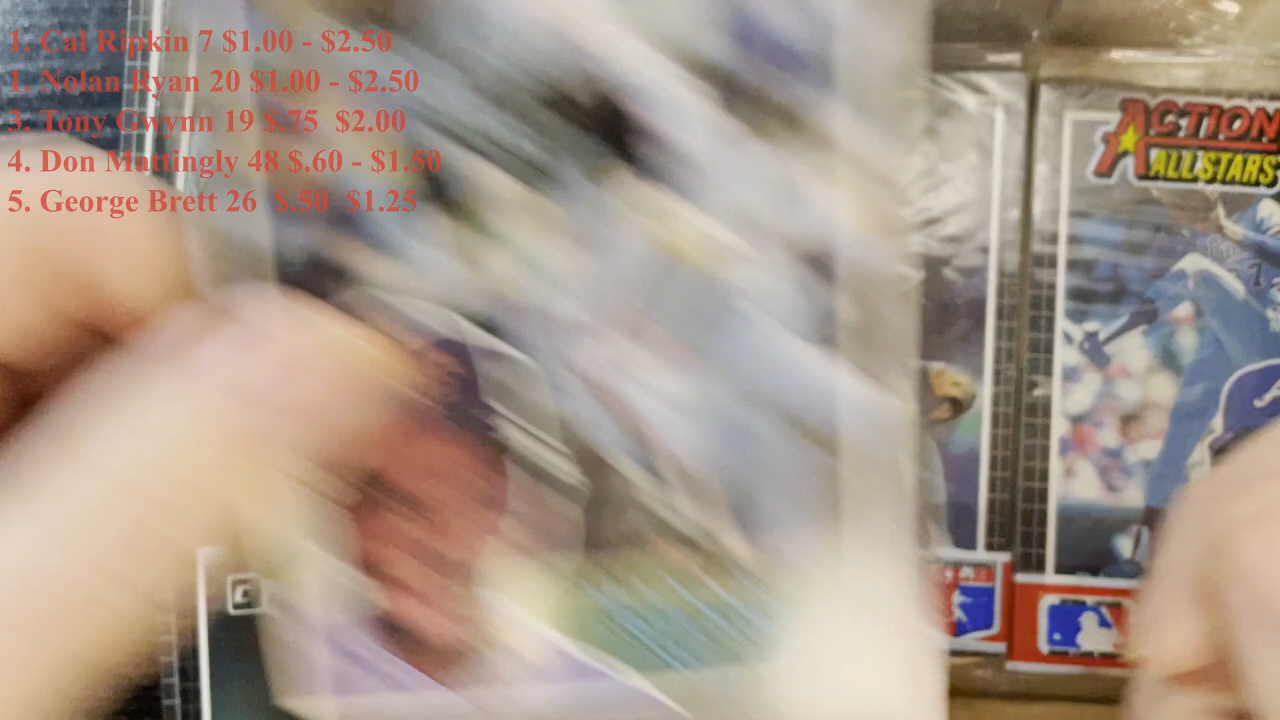 1. Cal Ripkin 7 $1.00 - $2.50
1. Nolan Ryan 20 $1.00 - $2.50
3. Tony Gwynn 19 $.75 $2.00
4. Don Mattingly 48 $.60 - $1.50
5. George Brett 26 $.50 $1.25
ACTION
ALL STARS